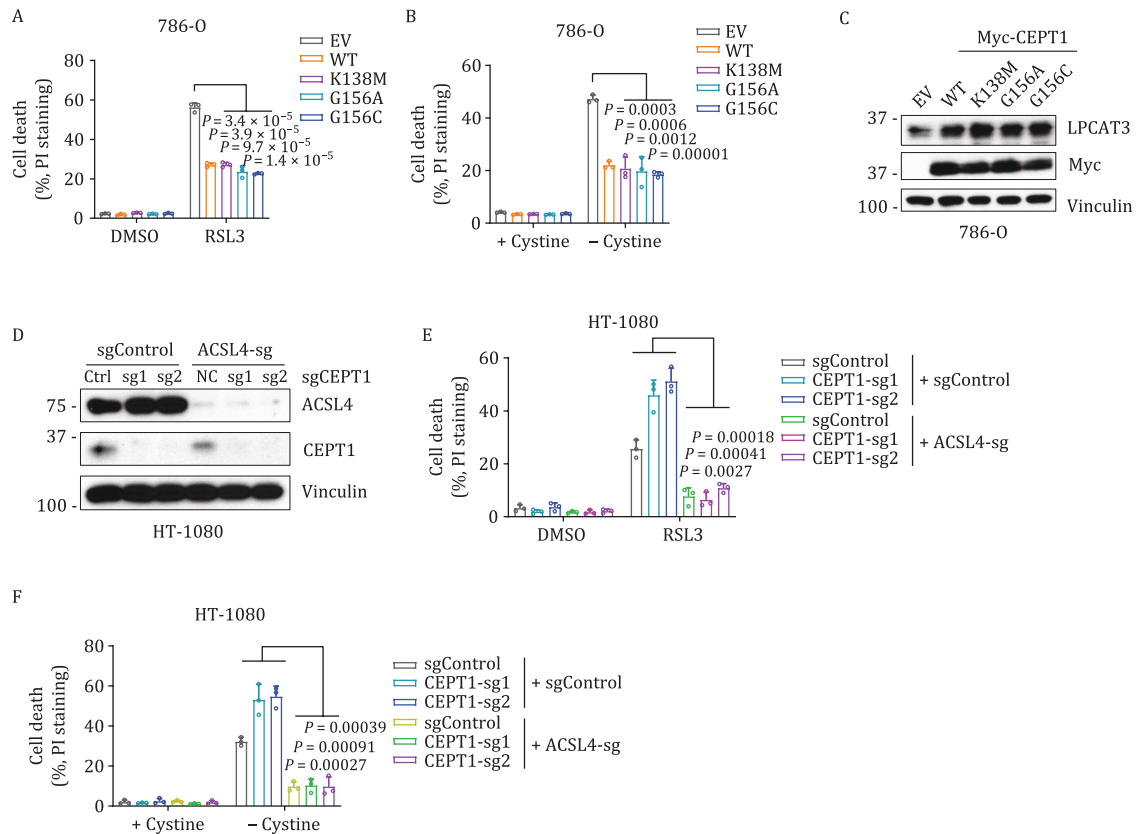 A
786-O
Cell death
(%, PI staining)
80
60
40
20
0
DMSO
RSL3
P = 3.4 × 10⁻⁵
P = 3.9 × 10⁻⁵
P = 9.7 × 10⁻⁵
P = 1.4 × 10⁻⁵
EV
WT
K138M
G156A
G156C
B
786-O
Cell death
(%, PI staining)
60
40
20
0
+ Cystine
− Cystine
P = 0.0003
P = 0.0006
P = 0.0012
P = 0.00001
EV
WT
K138M
G156A
G156C
C
Myc-CEPT1
EV WT K138M G156A G156C
37 - LPCAT3
37 - Myc
100 - Vinculin
786-O
D
sgControl ACSL4-sg
Ctrl sg1 sg2 NC sg1 sg2 sgCEPT1
75 - ACSL4
37 - CEPT1
100 - Vinculin
HT-1080
E
HT-1080
Cell death
(%, PI staining)
60
40
20
0
DMSO
RSL3
P = 0.00018
P = 0.00041
P = 0.0027
sgControl
CEPT1-sg1
CEPT1-sg2
+ sgControl
sgControl
CEPT1-sg1
CEPT1-sg2
+ ACSL4-sg
F
HT-1080
Cell death
(%, PI staining)
80
60
40
20
0
+ Cystine
− Cystine
P = 0.00039
P = 0.00091
P = 0.00027
sgControl
CEPT1-sg1
CEPT1-sg2
+ sgControl
sgControl
CEPT1-sg1
CEPT1-sg2
+ ACSL4-sg